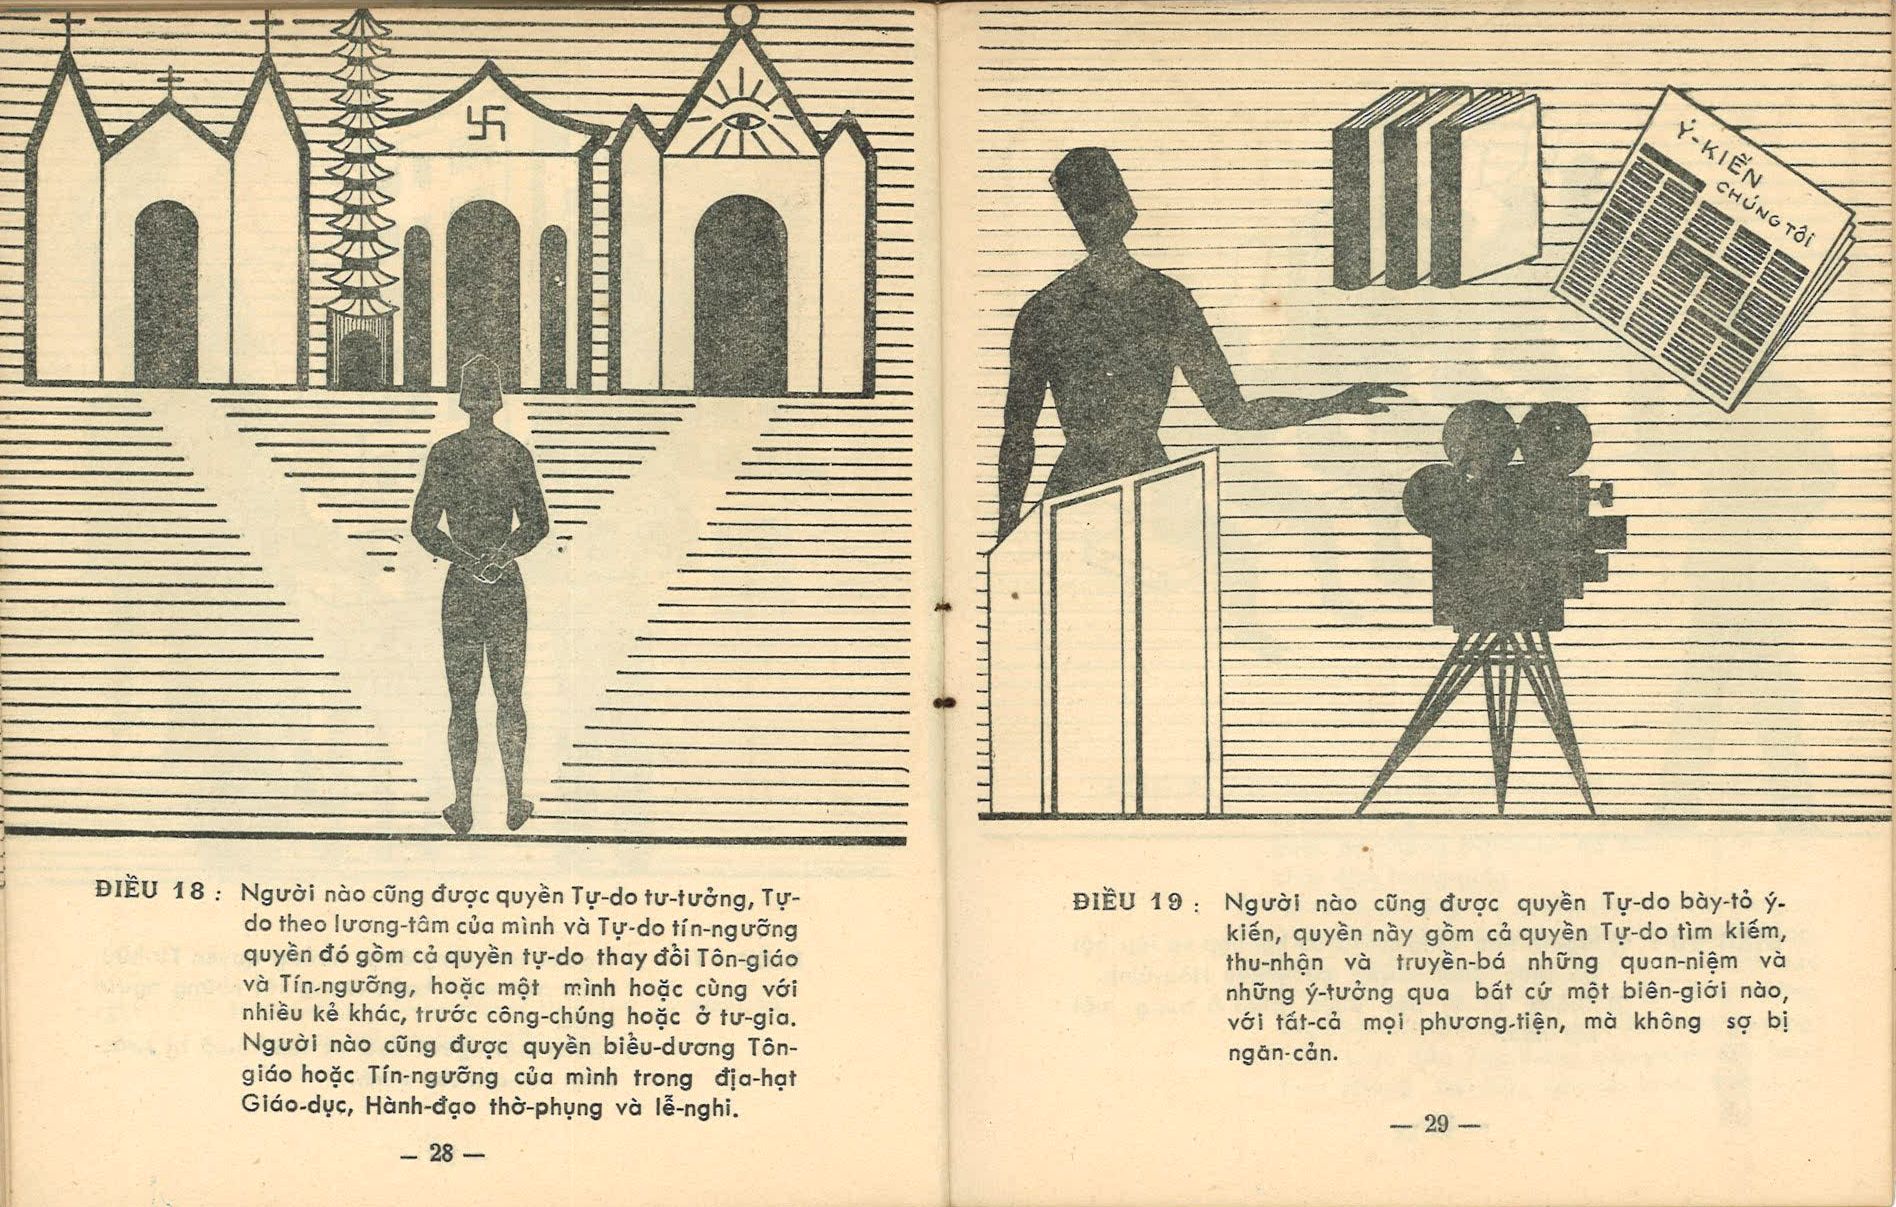 ĐIỀU 18 : Người nào cũng được quyền Tự-do tư-tưởng, Tự-
do theo lương-tâm của mình và Tự-do tín-ngưỡng
quyền đó gồm cả quyền tự-do thay đổi Tôn-giáo
và Tín-ngưỡng, hoặc một mình hoặc cùng với
nhiều kẻ khác, trước công-chúng hoặc ở tư-gia.
Người nào cũng được quyền biểu-dương Tôn-
giáo hoặc Tín-ngưỡng của mình trong địa-hạt
Giáo-dục, Hành-đạo thờ-phụng và lễ-nghi.
— 28 —
Ý-KIẾN
CHÚNG TÔI
ĐIỀU 19 : Người nào cũng được quyền Tự-do bày-tỏ ý-
kiến, quyền nầy gồm cả quyền Tự-do tìm kiếm,
thu-nhận và truyền-bá những quan-niệm và
những ý-tưởng qua bất cứ một biên-giới nào,
với tất-cả mọi phương-tiện, mà không sợ bị
ngăn-cản.
— 29 —